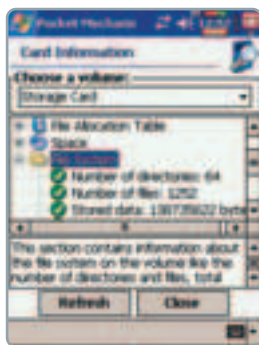 Pocket Mechanic
Card Information
Choose a volume:
Storage Card
File Allocation Table
Space
File System
Number of directories: 64
Number of files: 1252
Stored data: byte
This section contains information about
the file system on the volume like the
number of directories and files, total
Refresh Close